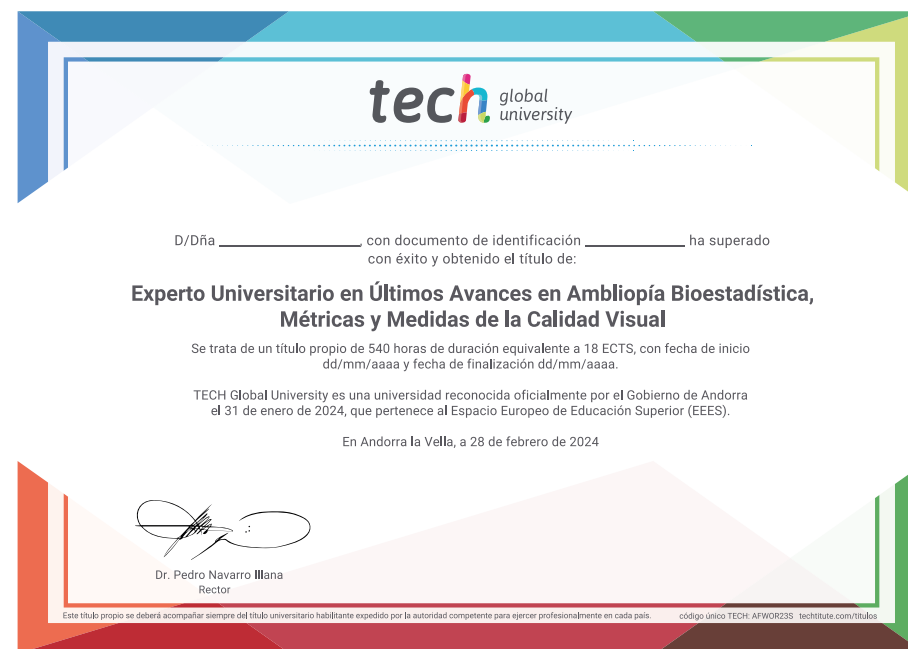 tech global university
D/Dña ____________________, con documento de identificación ______________ ha superado
con éxito y obtenido el título de:
Experto Universitario en Últimos Avances en Ambliopía Bioestadística,
Métricas y Medidas de la Calidad Visual
Se trata de un título propio de 540 horas de duración equivalente a 18 ECTS, con fecha de inicio
dd/mm/aaaa y fecha de finalización dd/mm/aaaa.
TECH Global University es una universidad reconocida oficialmente por el Gobierno de Andorra
el 31 de enero de 2024, que pertenece al Espacio Europeo de Educación Superior (EEES).
En Andorra la Vella, a 28 de febrero de 2024
Dr. Pedro Navarro Illana
Rector
Este título propio se deberá acompañar siempre del título universitario habilitante expedido por la autoridad competente para ejercer profesionalmente en cada país. código único TECH: AFWOR23S techtitute.com/titulos